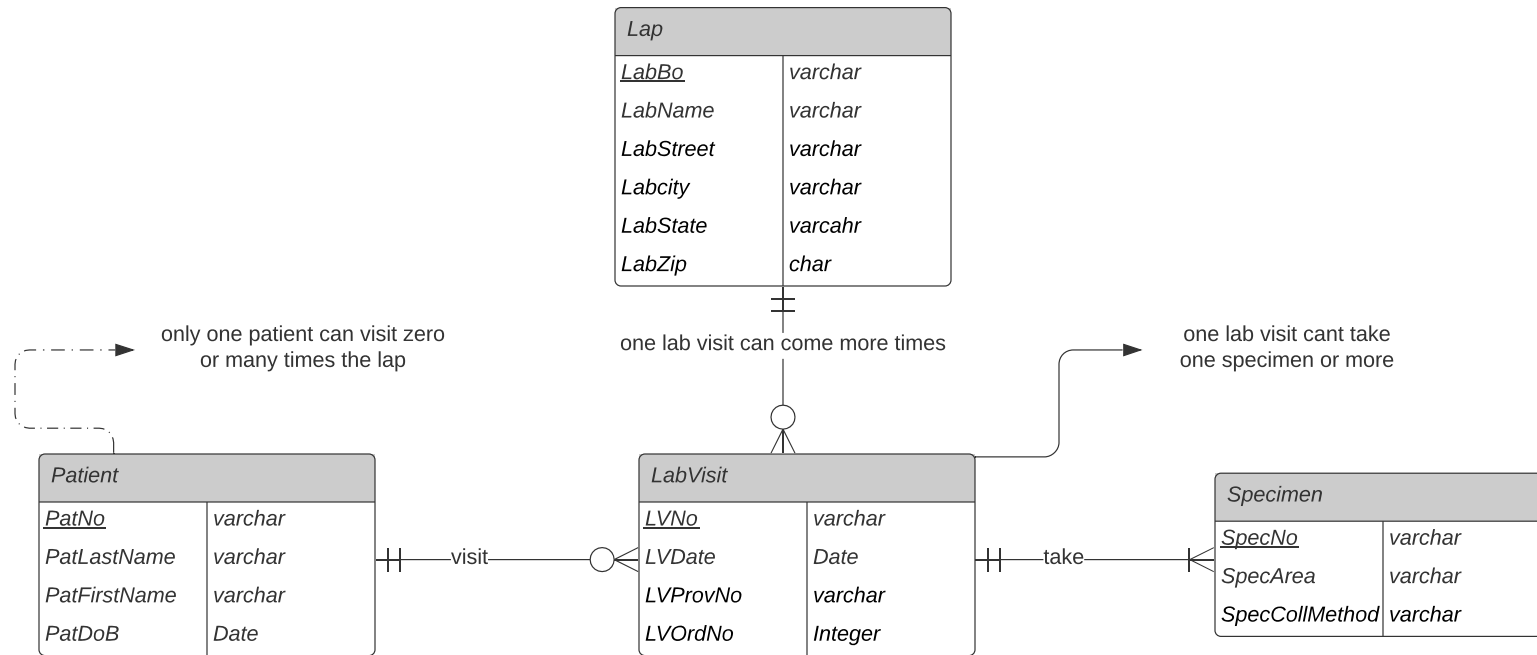 Lap
LabBo varchar
LabName varchar
LabStreet varchar
Labcity varchar
LabState varcahr
LabZip char
only one patient can visit zero
or many times the lap
one lab visit can come more times
one lab visit cant take
one specimen or more
Patient
PatNo varchar
PatLastName varchar
PatFirstName varchar
PatDoB Date
visit
LabVisit
LVNo varchar
LVDate Date
LVProvNo varchar
LVOrdNo Integer
take
Specimen
SpecNo varchar
SpecArea varchar
SpecCollMethod varchar